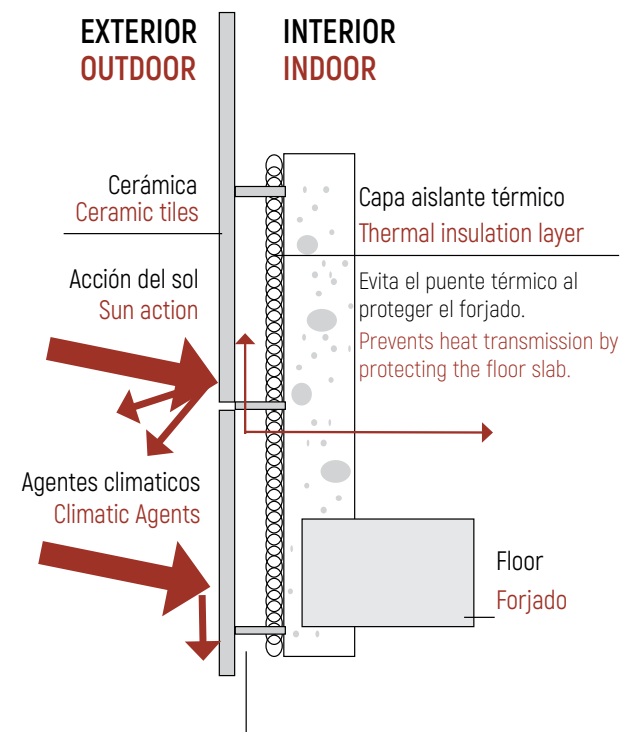 EXTERIOR
OUTDOOR
INTERIOR
INDOOR
Cerámica
Ceramic tiles
Capa aislante térmico
Thermal insulation layer
Acción del sol
Sun action
Evita el puente térmico al
proteger el forjado.
Prevents heat transmission by
protecting the floor slab.
Agentes climaticos
Climatic Agents
Floor
Forjado